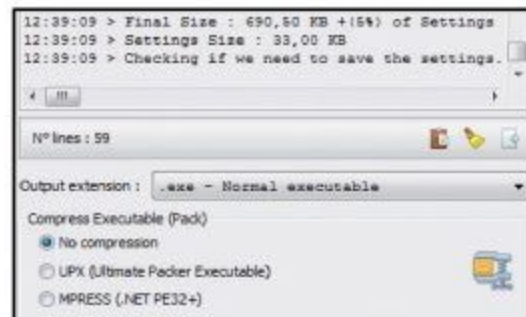 12:39:09 > Final Size : 690,50 KB +(5%) of Settings
12:39:09 > Settings Size : 33,00 KB
12:39:09 > Checking if we need to save the settings.
N° lines : 59
Output extension : .exe - Normal executable
Compress Executable (Pack)
No compression
UPX (Ultimate Packer Executable)
MPRESS (.NET PE32+)